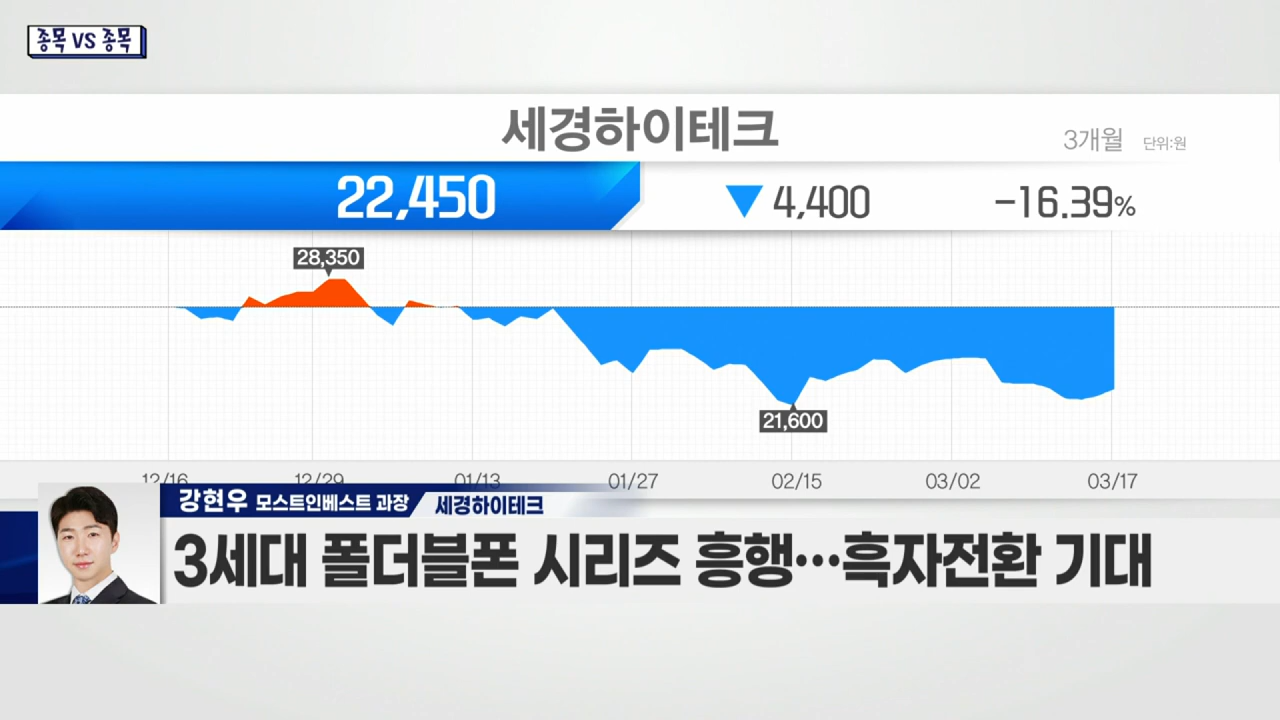 종목 VS 종목
세경하이테크
3개월 단위:원
22,450 ▼ 4,400 -16.39%
28,350
21,600
12/16 12/29 01/13 01/27 02/15 03/02 03/17
강현우 모스트인베스트 과장 세경하이테크
3세대 폴더블폰 시리즈 흥행…흑자전환 기대